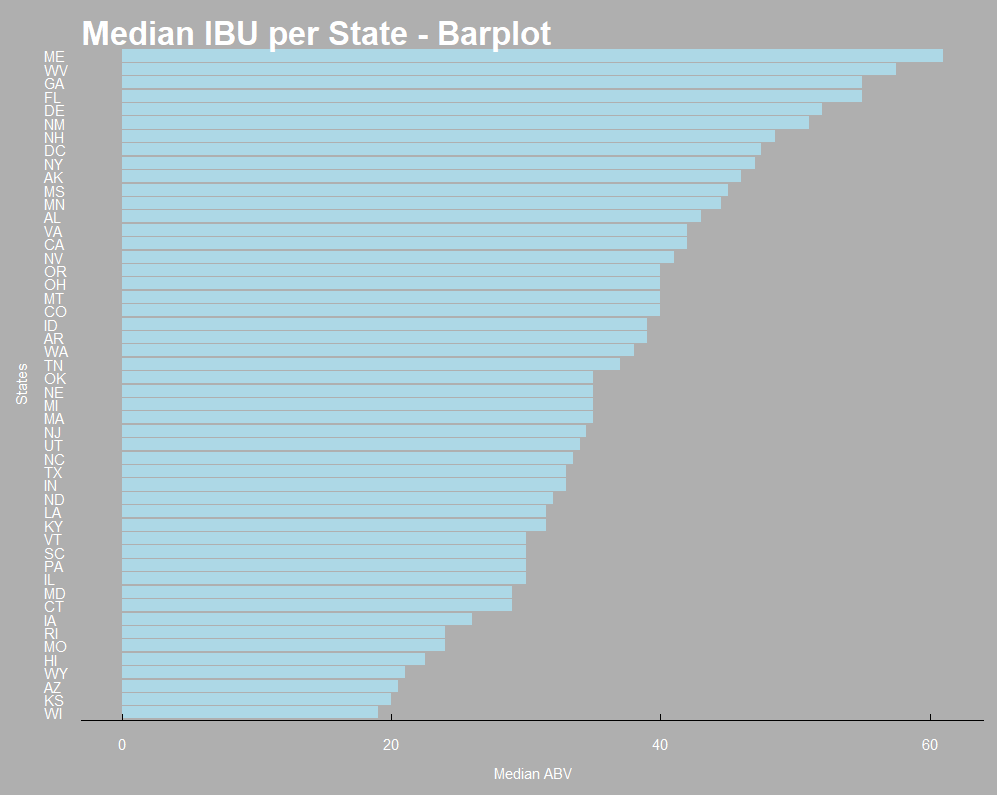 Median IBU per State - Barplot
ME
WV
GA
FL
DE
NM
NH
DC
NY
AK
MS
MN
AL
VA
CA
NV
OR
OH
MT
CO
ID
AR
WA
TN
OK
NE
MI
MA
NJ
UT
NC
TX
IN
ND
LA
KY
VT
SC
PA
IL
MD
CT
IA
RI
MO
HI
WY
AZ
KS
WI
States
0 20 40 60
Median ABV